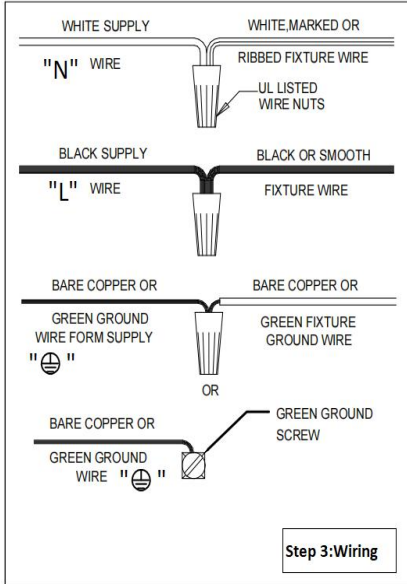 WHITE SUPPLY
WHITE,MARKED OR
"N" WIRE
RIBBED FIXTURE WIRE
UL LISTED
WIRE NUTS
BLACK SUPPLY
BLACK OR SMOOTH
"L" WIRE
FIXTURE WIRE
BARE COPPER OR
BARE COPPER OR
GREEN GROUND
WIRE FORM SUPPLY
"⏚"
GREEN FIXTURE
GROUND WIRE
OR
BARE COPPER OR
GREEN GROUND
WIRE "⏚"
GREEN GROUND
SCREW
Step 3:Wiring